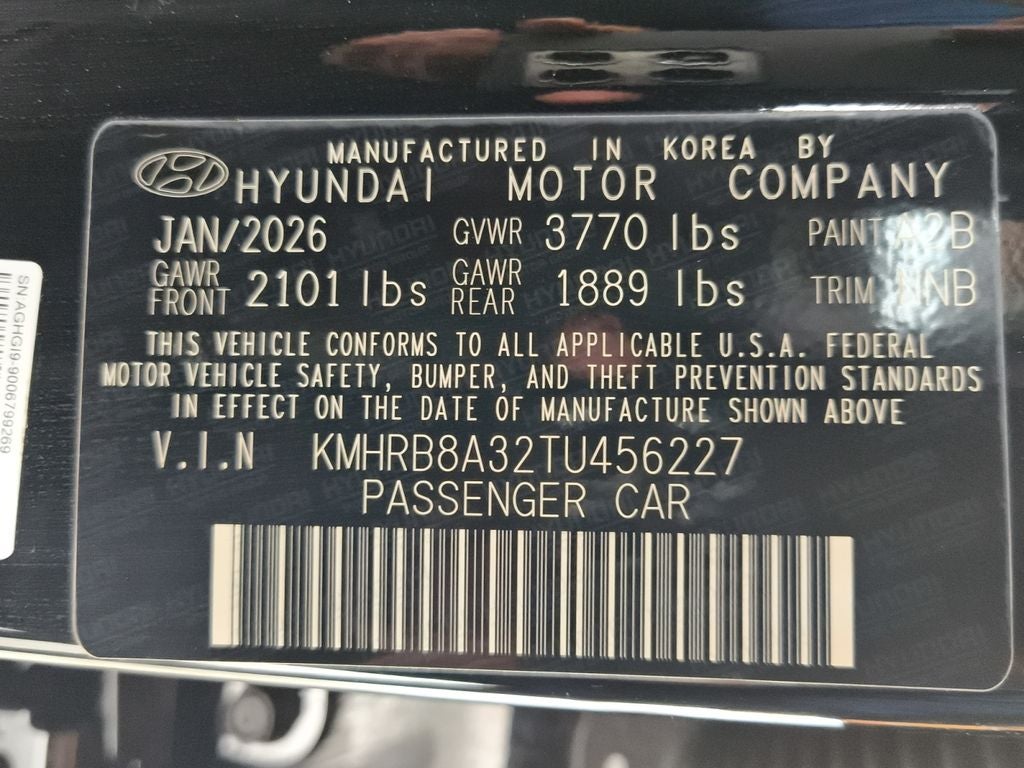 MANUFACTURED IN KOREA BY
HYUNDAI MOTOR COMPANY
JAN/2026 GVWR 3770 lbs PAINT A2B
GAWR FRONT 2101 lbs GAWR REAR 1889 lbs TRIM NNB
THIS VEHICLE CONFORMS TO ALL APPLICABLE U.S.A. FEDERAL
MOTOR VEHICLE SAFETY, BUMPER, AND THEFT PREVENTION STANDARDS
IN EFFECT ON THE DATE OF MANUFACTURE SHOWN ABOVE
V.I.N KMHRB8A32TU456227
PASSENGER CAR